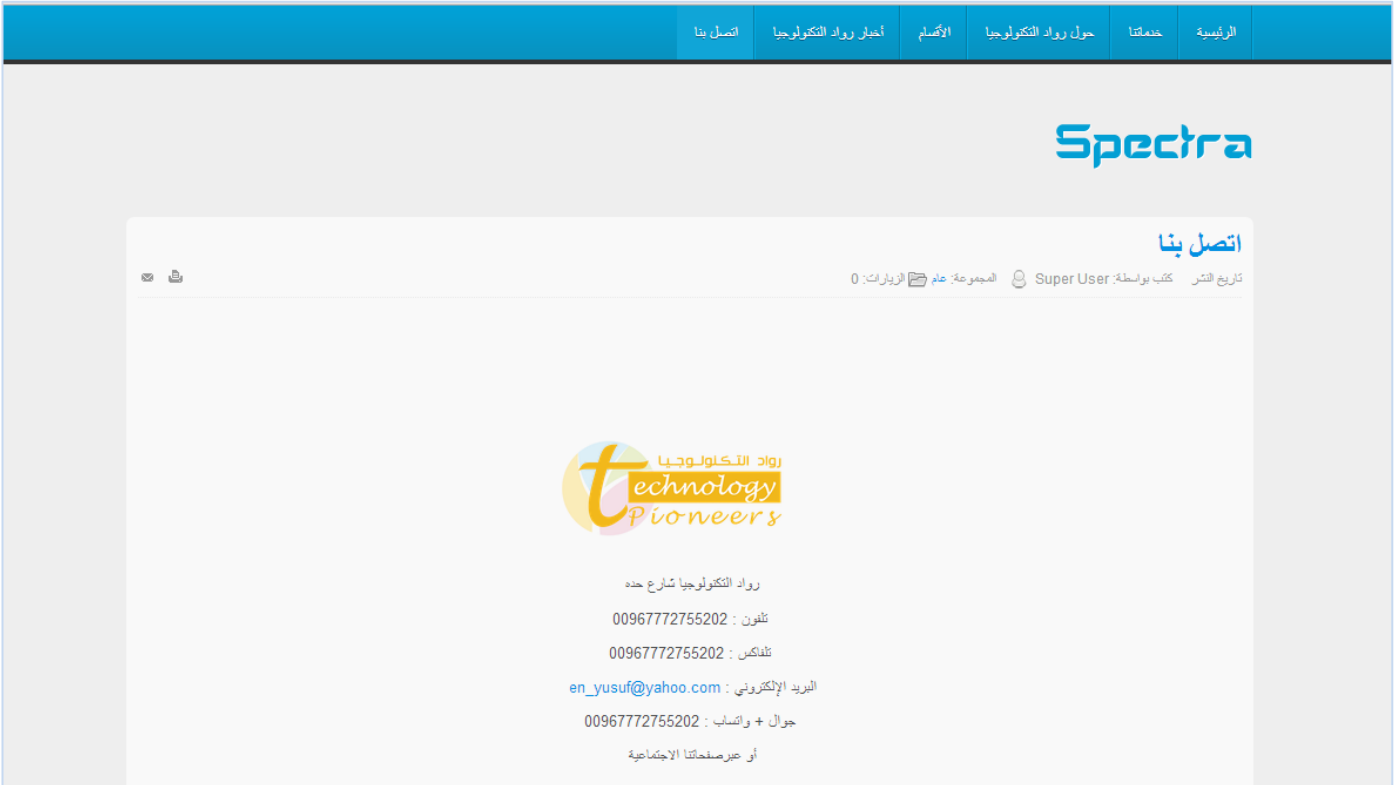 الرئيسية
خدماتنا
حول رواد التكنولوجيا
الأقسام
أخبار رواد التكنولوجيا
اتصل بنا
Spectra
اتصل بنا
تاريخ النشر كتب بواسطة: Super User المجموعة: عام الزيارات: 0
رواد التكنولوجيا
technology
Pioneers
رواد التكنولوجيا شارع حده
تلفون : 00967772755202
تلفاكس : 00967772755202
البريد الإلكتروني : en_yusuf@yahoo.com
جوال + واتساب : 00967772755202
أو عبرصفحاتنا الاجتماعية